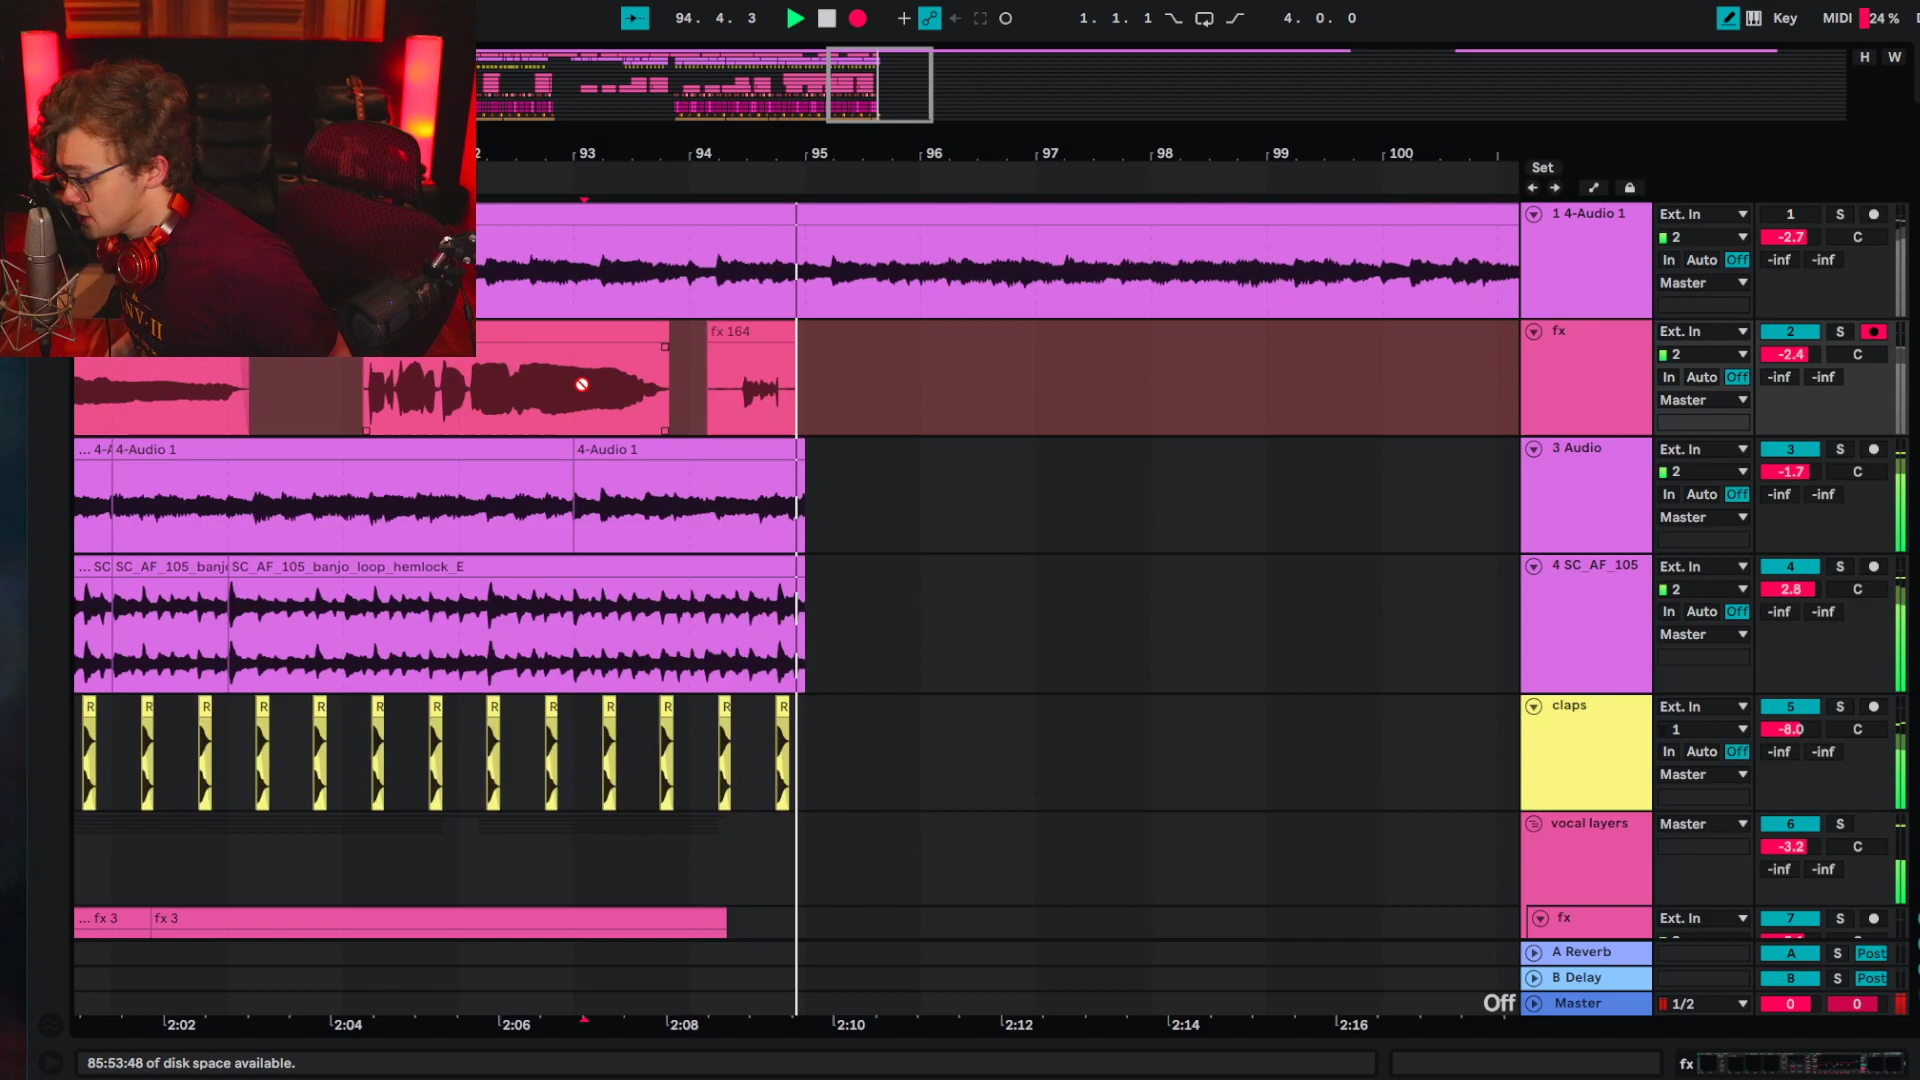 94. 4. 3
1. 1. 1
4. 0. 0
Key
MIDI
24 %
H
W
93
94
95
96
97
98
99
100
Set
1 4-Audio 1
Ext. In
1
S
2
-2.7
C
In
Auto
Off
-inf
-inf
Master
fx 164
fx
Ext. In
2
S
2
-2.4
C
In
Auto
Off
-inf
-inf
Master
4-Audio 1
4-Audio 1
3 Audio
Ext. In
3
S
2
-1.7
C
In
Auto
Off
-inf
-inf
Master
... SC
SC_AF_105_banj
SC_AF_105_banjo_loop_hemlock_E
4 SC_AF_105
Ext. In
4
S
2
2.8
C
In
Auto
Off
-inf
-inf
Master
R
R
R
R
R
R
R
R
R
R
R
R
R
claps
Ext. In
5
S
1
-8.0
C
In
Auto
Off
-inf
-inf
Master
vocal layers
Master
6
S
-3.2
C
-inf
-inf
... fx 3
fx 3
fx
Ext. In
7
S
A Reverb
A
S
Post
B Delay
B
S
Post
Off
Master
1/2
0
0
2:02
2:04
2:06
2:08
2:10
2:12
2:14
2:16
85:53:48 of disk space available.
fx